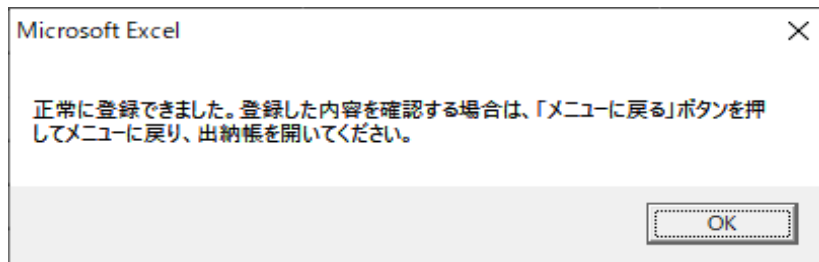 Microsoft Excel
正常に登録できました。登録した内容を確認する場合は、「メニューに戻る」ボタンを押
してメニューに戻り、出納帳を開いてください。
OK